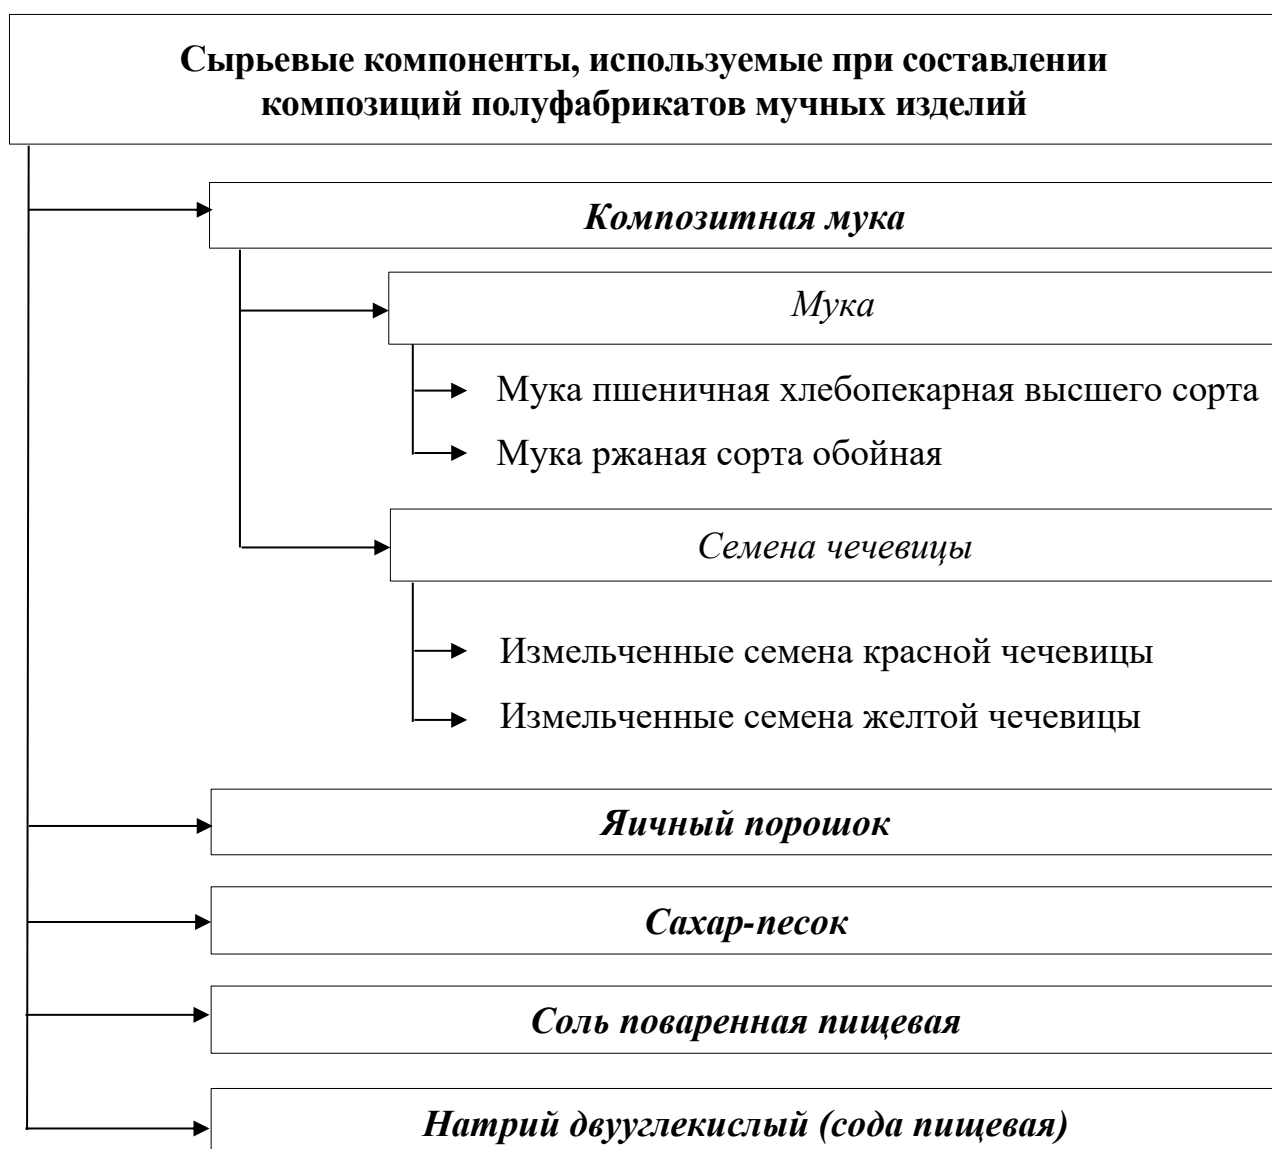 Сырьевые компоненты, используемые при составлении
композиций полуфабрикатов мучных изделий
Композитная мука
Мука
Мука пшеничная хлебопекарная высшего сорта
Мука ржаная сорта обойная
Семена чечевицы
Измельченные семена красной чечевицы
Измельченные семена желтой чечевицы
Яичный порошок
Сахар-песок
Соль поваренная пищевая
Натрий двууглекислый (сода пищевая)